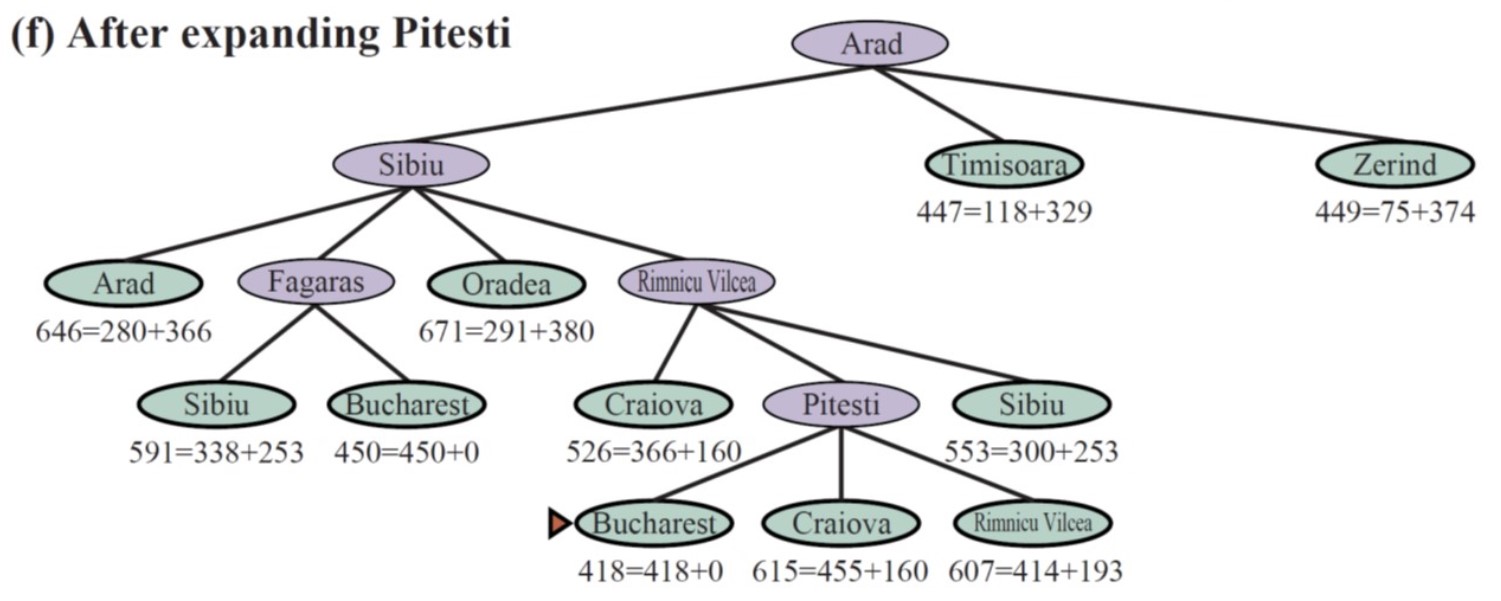 (f) After expanding Pitesti
Arad
Sibiu
Timisoara
Zerind
447=118+329
449=75+374
Arad
Fagaras
Oradea
Rimnicu Vilcea
646=280+366
671=291+380
Sibiu
Bucharest
Craiova
Pitesti
Sibiu
591=338+253
450=450+0
526=366+160
553=300+253
Bucharest
Craiova
Rimnicu Vilcea
418=418+0
615=455+160
607=414+193